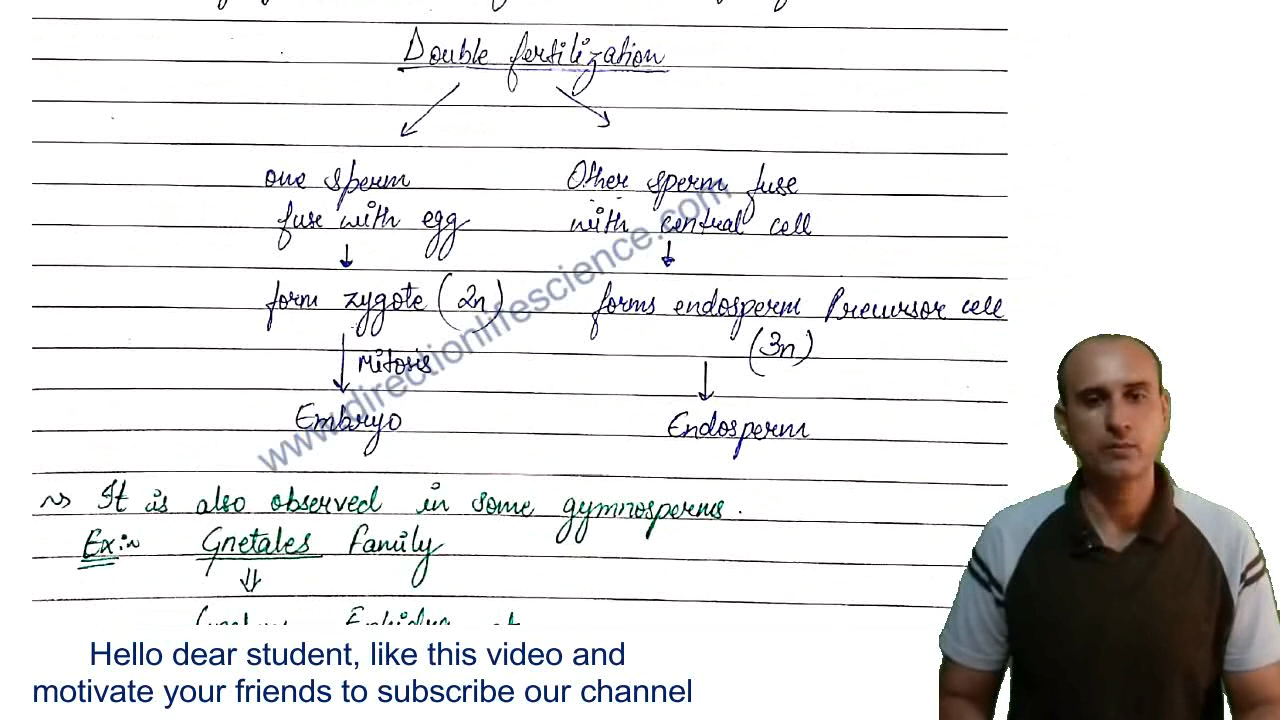 Double fertilization
one sperm
fuse with egg
Other sperm fuse
with central cell
form zygote (2n)
forms endosperm Precursor cell
(3n)
Mitosis
Embryo
Endosperm
www.directionlifescience.com
It is also observed in some gymnosperms.
Ex:~ Gnetales family
Hello dear student, like this video and
motivate your friends to subscribe our channel